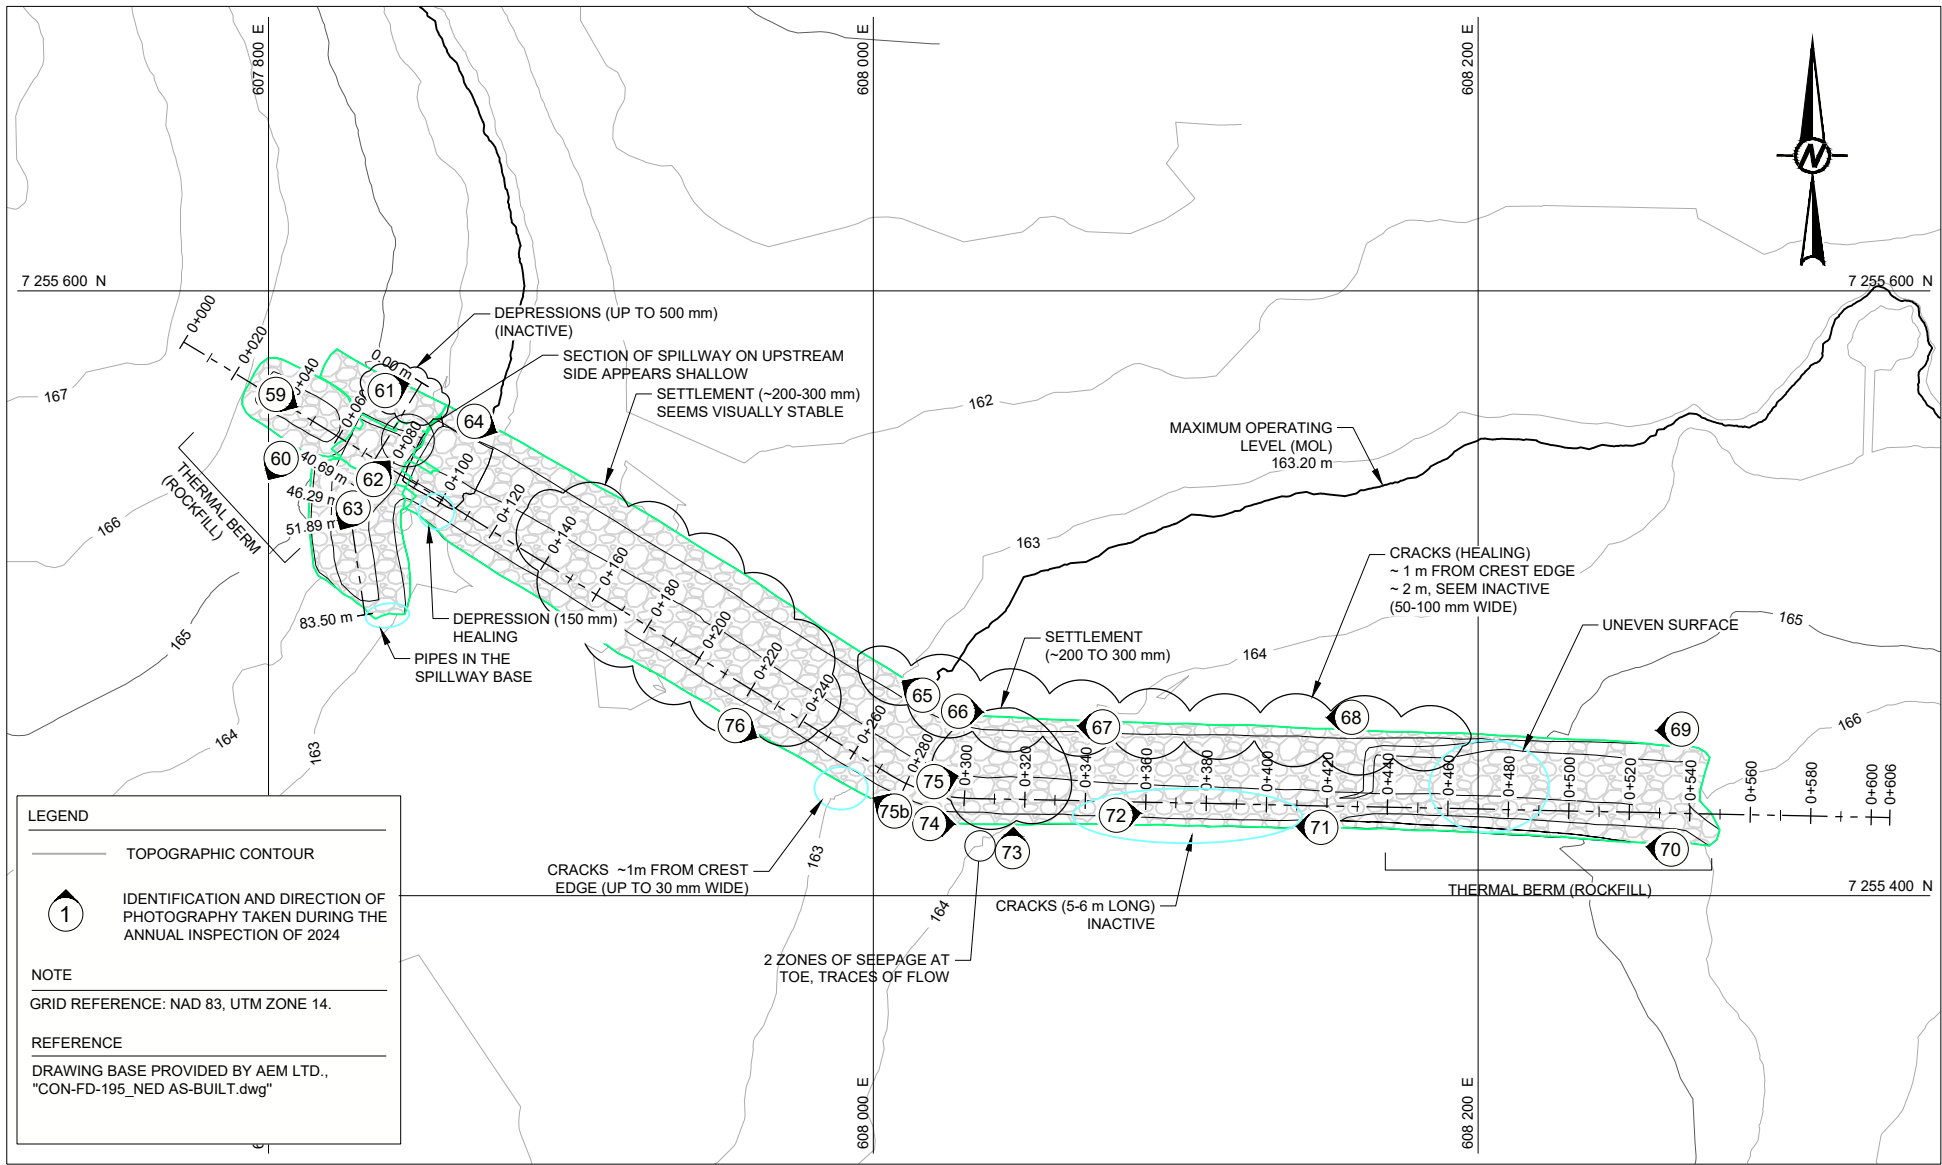 607 800 E
608 000 E
608 200 E
N
7 255 600 N
7 255 600 N
0+000
0+020
0+040
0+060
0+080
0+100
0+120
0+140
0+160
0+180
0+200
0+220
0+240
0+260
0+280
0+300
0+320
0+340
0+360
0+380
0+400
0+420
0+440
0+460
0+480
0+500
0+520
0+540
0+560
0+580
0+600
0+606
DEPRESSIONS (UP TO 500 mm)
(INACTIVE)
SECTION OF SPILLWAY ON UPSTREAM
SIDE APPEARS SHALLOW
SETTLEMENT (~200-300 mm)
SEEMS VISUALLY STABLE
0.00 m
40.69 m
46.29 m
51.89 m
83.50 m
59
60
61
62
63
64
65
66
67
68
69
70
71
72
73
74
75
75b
76
167
166
165
164
163
162
163
164
165
166
163
164
THERMAL BERM
(ROCKFILL)
MAXIMUM OPERATING
LEVEL (MOL)
163.20 m
CRACKS (HEALING)
~ 1 m FROM CREST EDGE
~ 2 m, SEEM INACTIVE
(50-100 mm WIDE)
UNEVEN SURFACE
DEPRESSION (150 mm)
HEALING
PIPES IN THE
SPILLWAY BASE
SETTLEMENT
(~200 TO 300 mm)
CRACKS ~1m FROM CREST
EDGE (UP TO 30 mm WIDE)
CRACKS (5-6 m LONG)
INACTIVE
2 ZONES OF SEEPAGE AT
TOE, TRACES OF FLOW
THERMAL BERM (ROCKFILL)
7 255 400 N
LEGEND
TOPOGRAPHIC CONTOUR
1
IDENTIFICATION AND DIRECTION OF
PHOTOGRAPHY TAKEN DURING THE
ANNUAL INSPECTION OF 2024
NOTE
GRID REFERENCE: NAD 83, UTM ZONE 14.
REFERENCE
DRAWING BASE PROVIDED BY AEM LTD.,
"CON-FD-195_NED AS-BUILT.dwg"
608 000 E
608 200 E